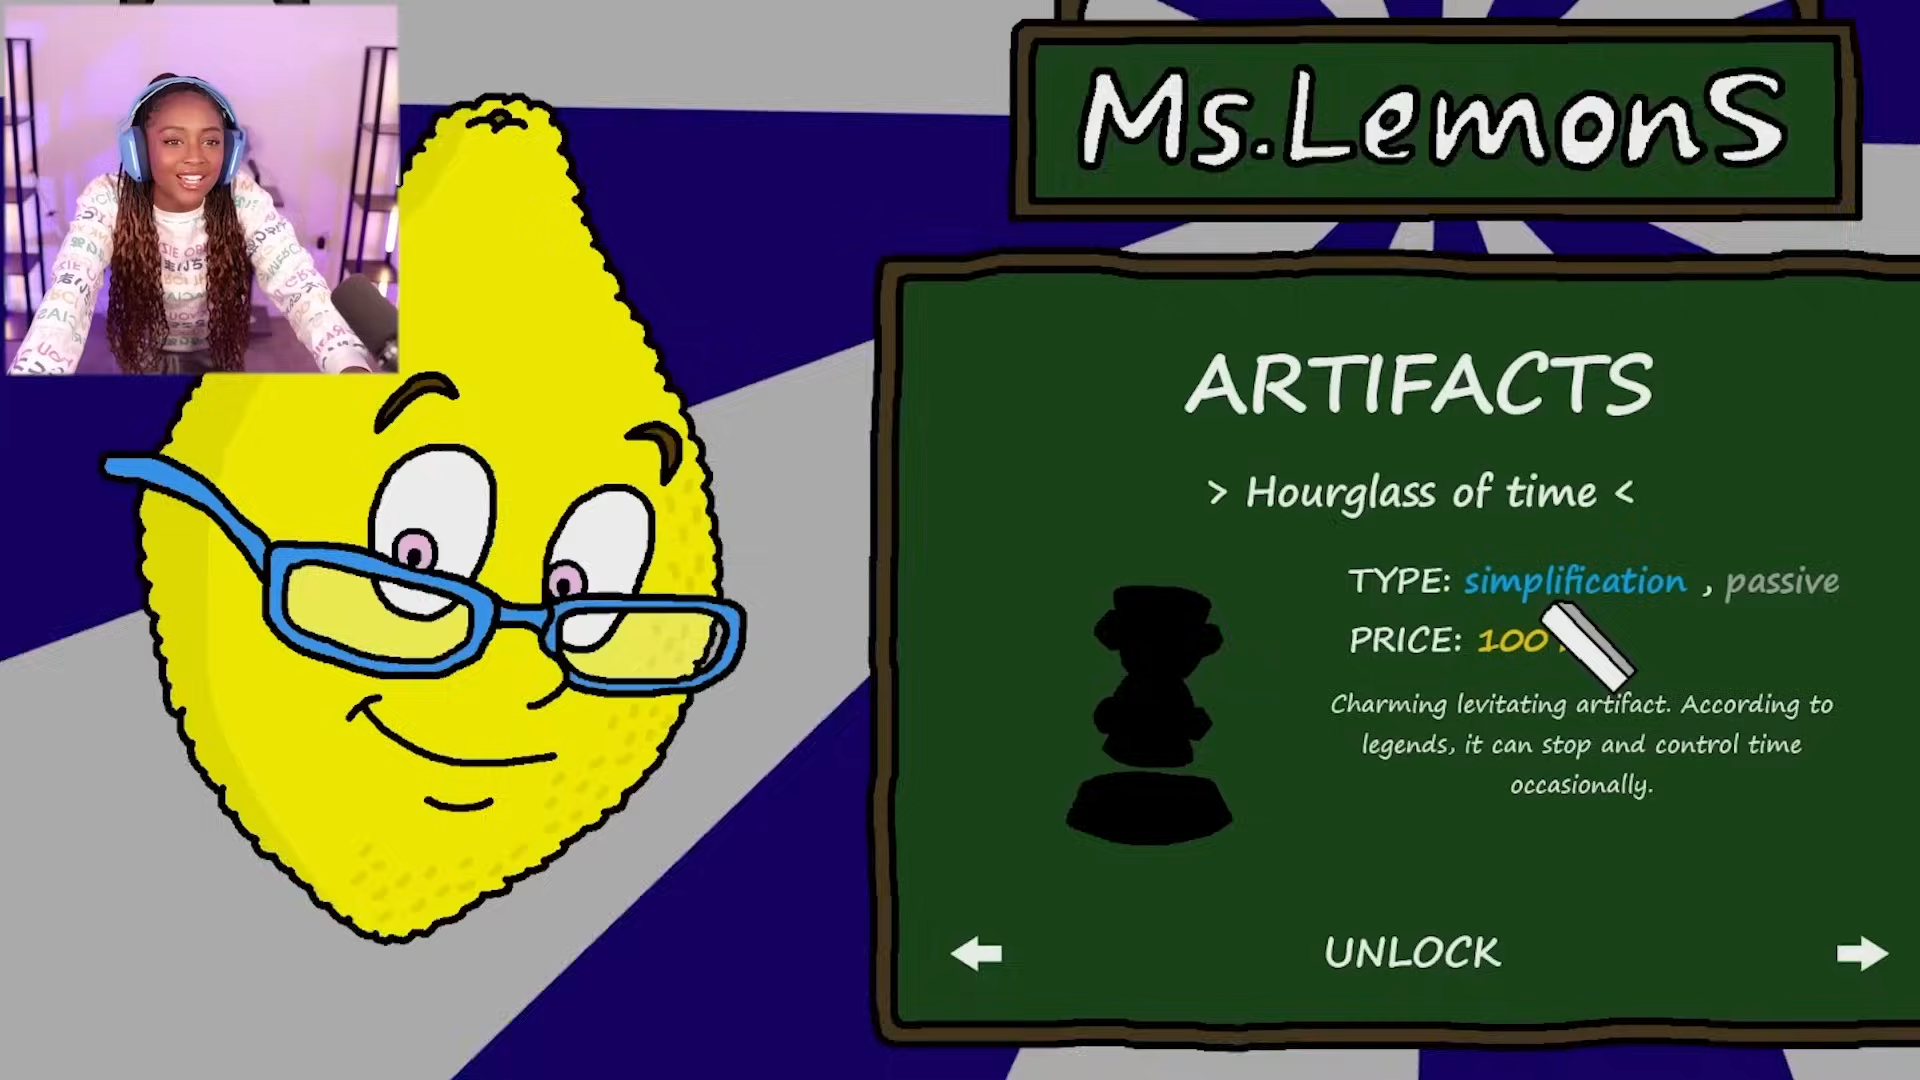 Ms.LemonS
ARTIFACTS
> Hourglass of time <
TYPE: simplification , passive
PRICE: 100
Charming levitating artifact. According to
legends, it can stop and control time
occasionally.
UNLOCK